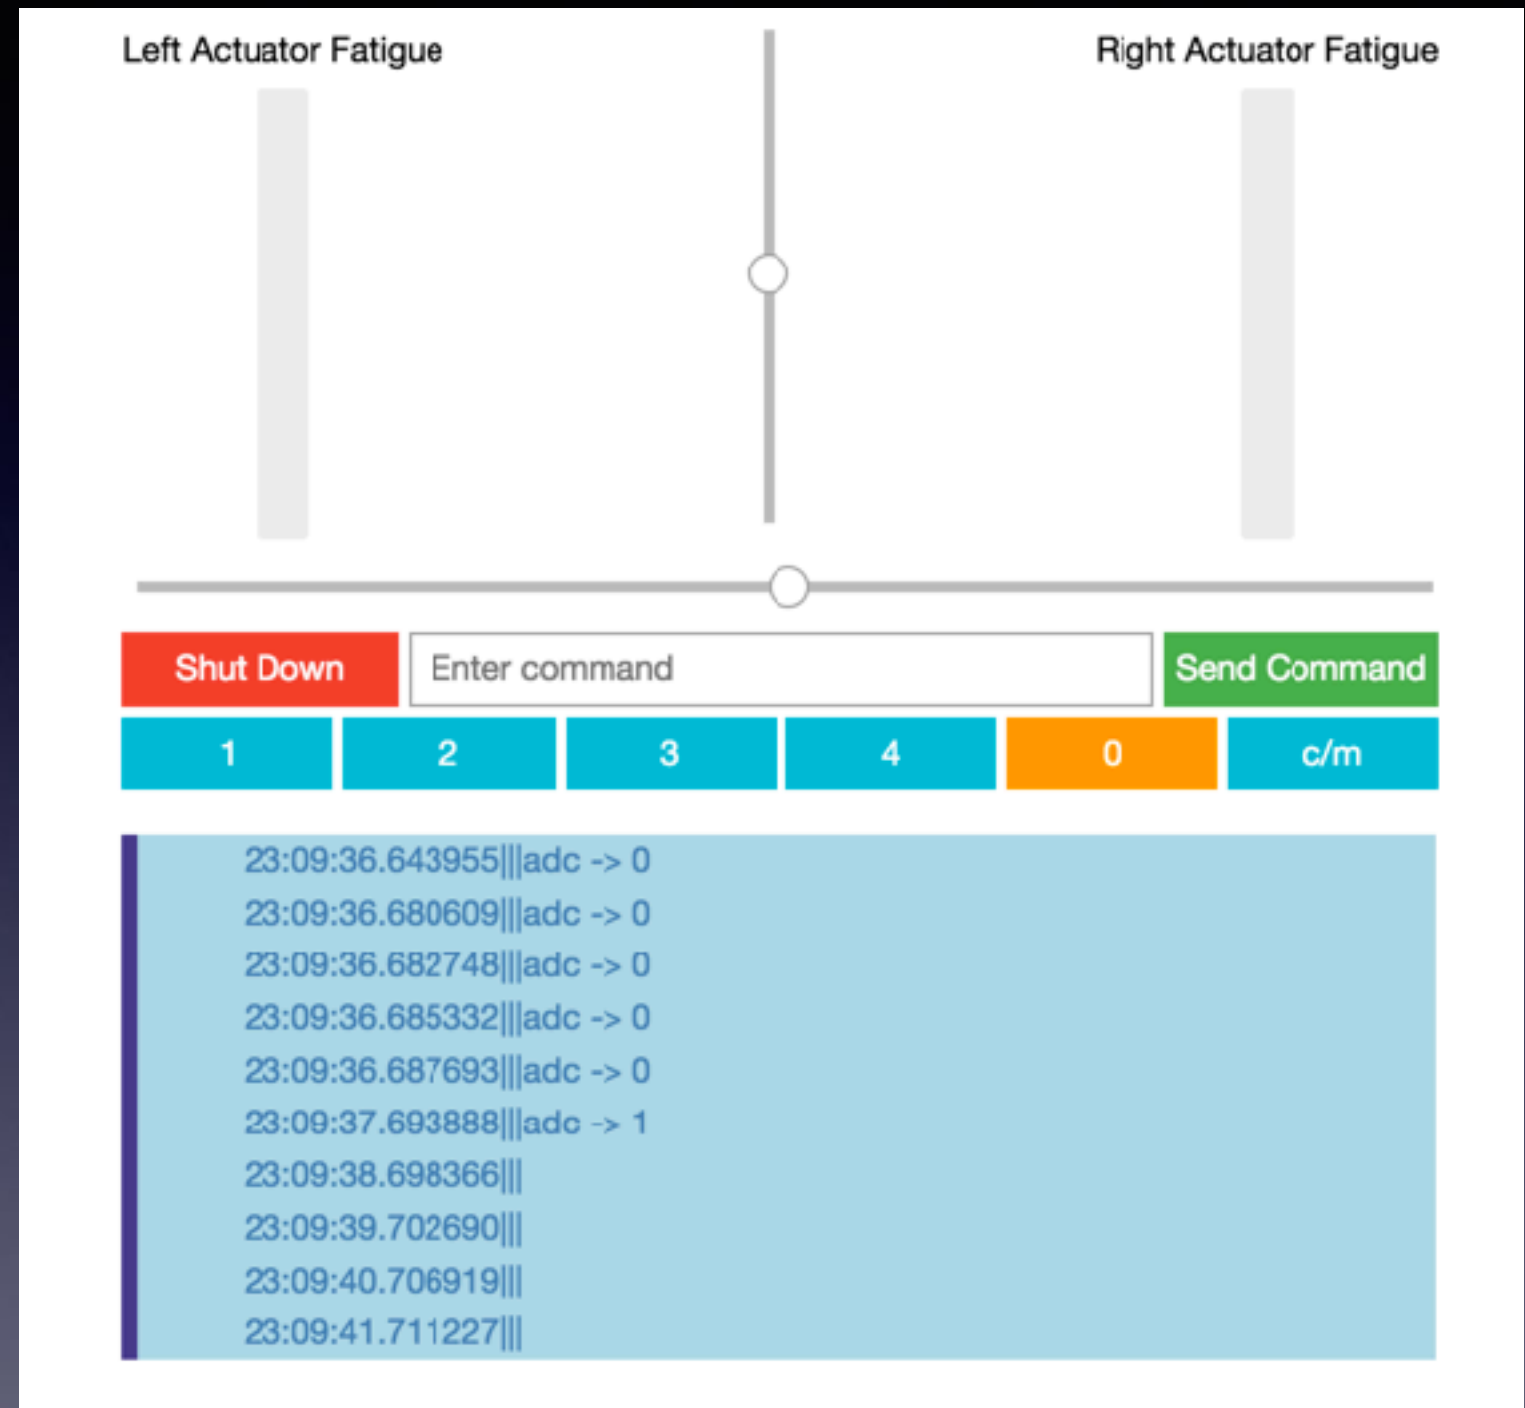 Left Actuator Fatigue
Right Actuator Fatigue
Shut Down
Enter command
Send Command
1
2
3
4
0
c/m
23:09:36.643955|||adc -> 0
23:09:36.680609|||adc -> 0
23:09:36.682748|||adc -> 0
23:09:36.685332|||adc -> 0
23:09:36.687693|||adc -> 0
23:09:37.693888|||adc -> 1
23:09:38.698366|||
23:09:39.702690|||
23:09:40.706919|||
23:09:41.711227|||